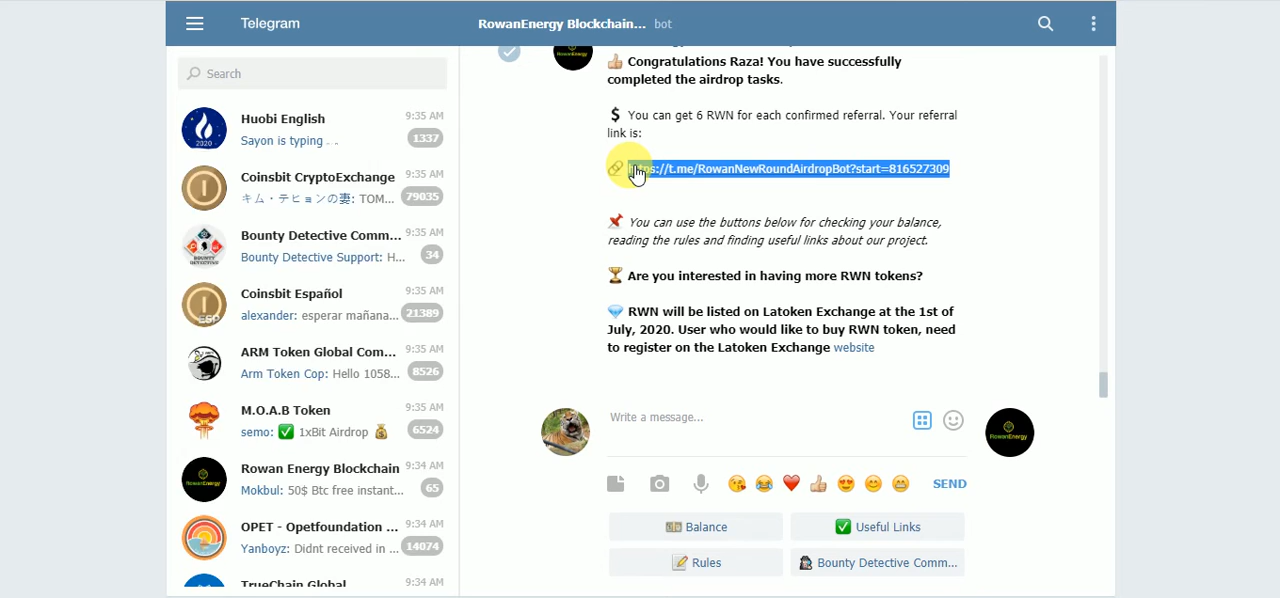 Telegram
RowanEnergy Blockchain... bot
Search
Huobi English 9:35 AM
Sayon is typing 1337
Coinsbit CryptoExchange 9:35 AM
キム・テヒョンの妻: TOM... 79035
Bounty Detective Comm... 9:35 AM
Bounty Detective Support: H... 34
Coinsbit Español 9:35 AM
alexander: esperar mañana... 21389
ARM Token Global Com... 9:35 AM
Arm Token Cop: Hello 1058... 8526
M.O.A.B Token 9:35 AM
semo: ✅ 1xBit Airdrop 💰 6524
Rowan Energy Blockchain 9:34 AM
Mokbul: 50$ Btc free instant... 65
OPET - Opetfoundation ... 9:34 AM
Yanboyz: Didnt received in ... 14074
TrueChain Global 9:34 AM
👍 Congratulations Raza! You have successfully
completed the airdrop tasks.
💲 You can get 6 RWN for each confirmed referral. Your referral
link is:
https://t.me/RowanNewRoundAirdropBot?start=816527309
📌 You can use the buttons below for checking your balance,
reading the rules and finding useful links about our project.
🏆 Are you interested in having more RWN tokens?
💎 RWN will be listed on Latoken Exchange at the 1st of
July, 2020. User who would like to buy RWN token, need
to register on the Latoken Exchange website
Write a message...
RowanEnergy
SEND
💵 Balance
✅ Useful Links
📝 Rules
Bounty Detective Comm...